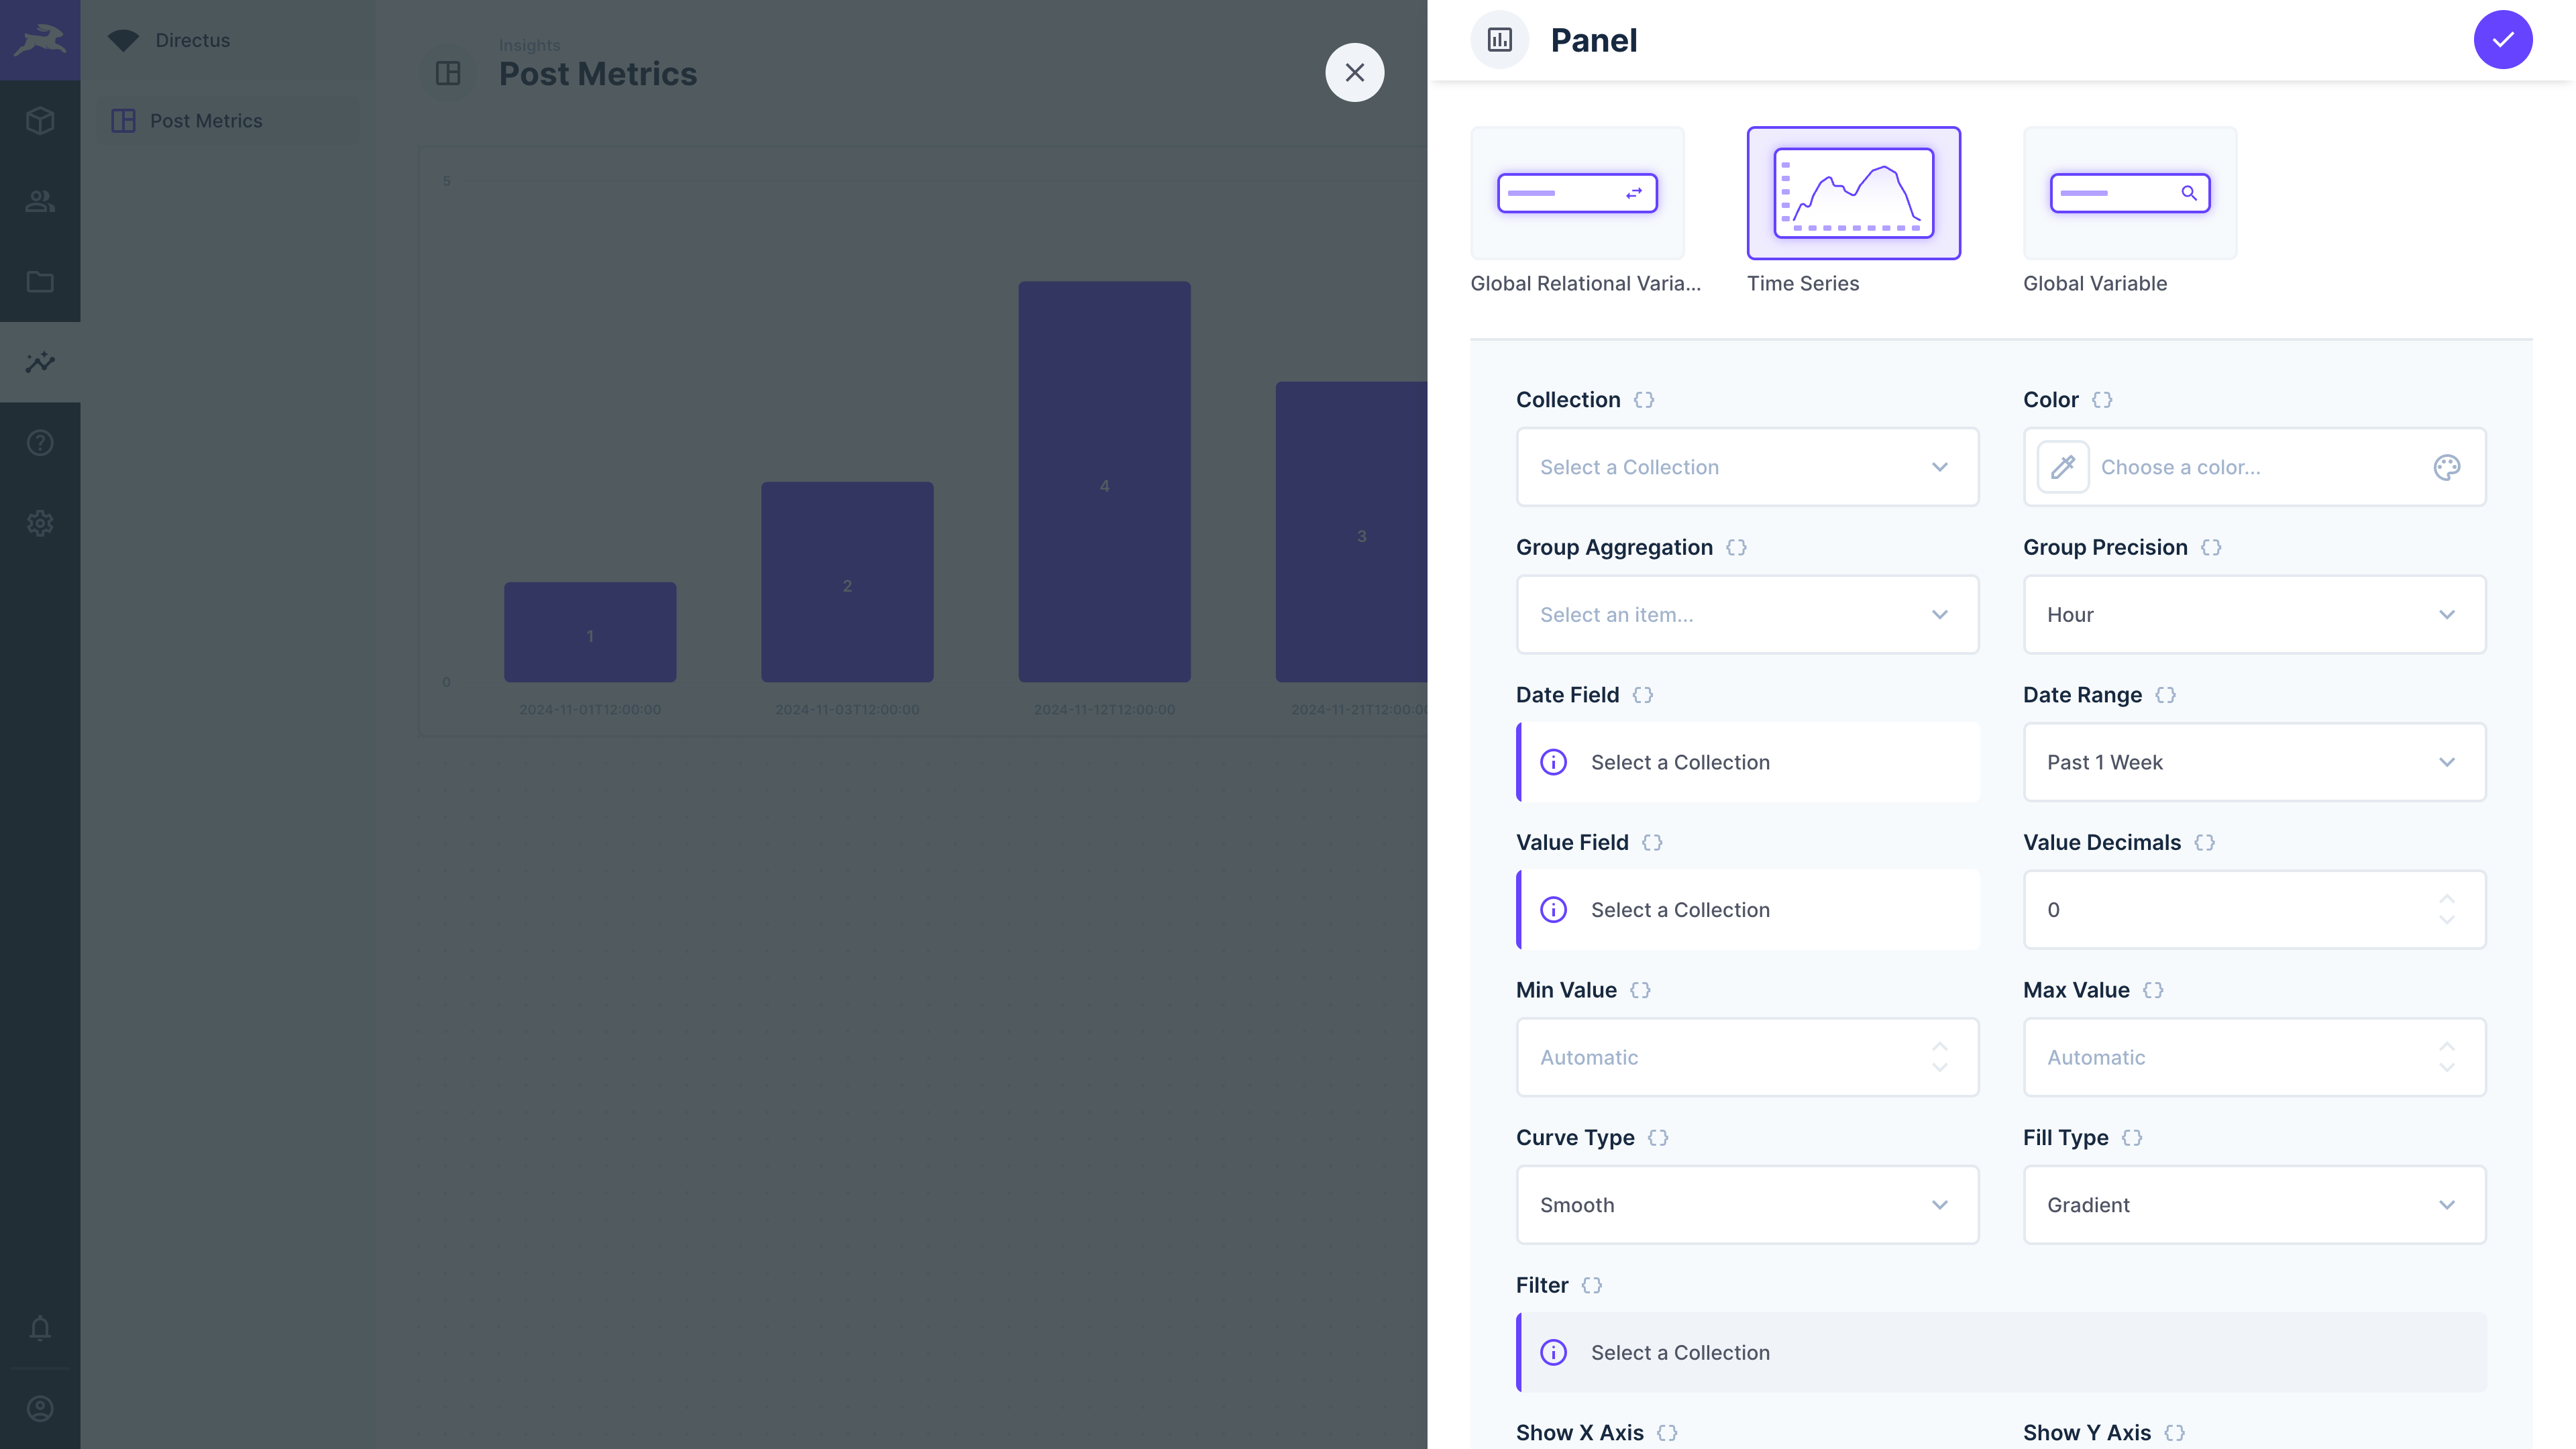 Directus
Post Metrics
Insights
Post Metrics
5
0
1
2
4
3
2024-11-01T12:00:00
2024-11-03T12:00:00
2024-11-12T12:00:00
2024-11-21T12:00:00
Panel
Global Relational Varia...
Time Series
Global Variable
Collection
Select a Collection
Color
Choose a color...
Group Aggregation
Select an item...
Group Precision
Hour
Date Field
Select a Collection
Date Range
Past 1 Week
Value Field
Select a Collection
Value Decimals
0
Min Value
Automatic
Max Value
Automatic
Curve Type
Smooth
Fill Type
Gradient
Filter
Select a Collection
Show X Axis
Show Y Axis